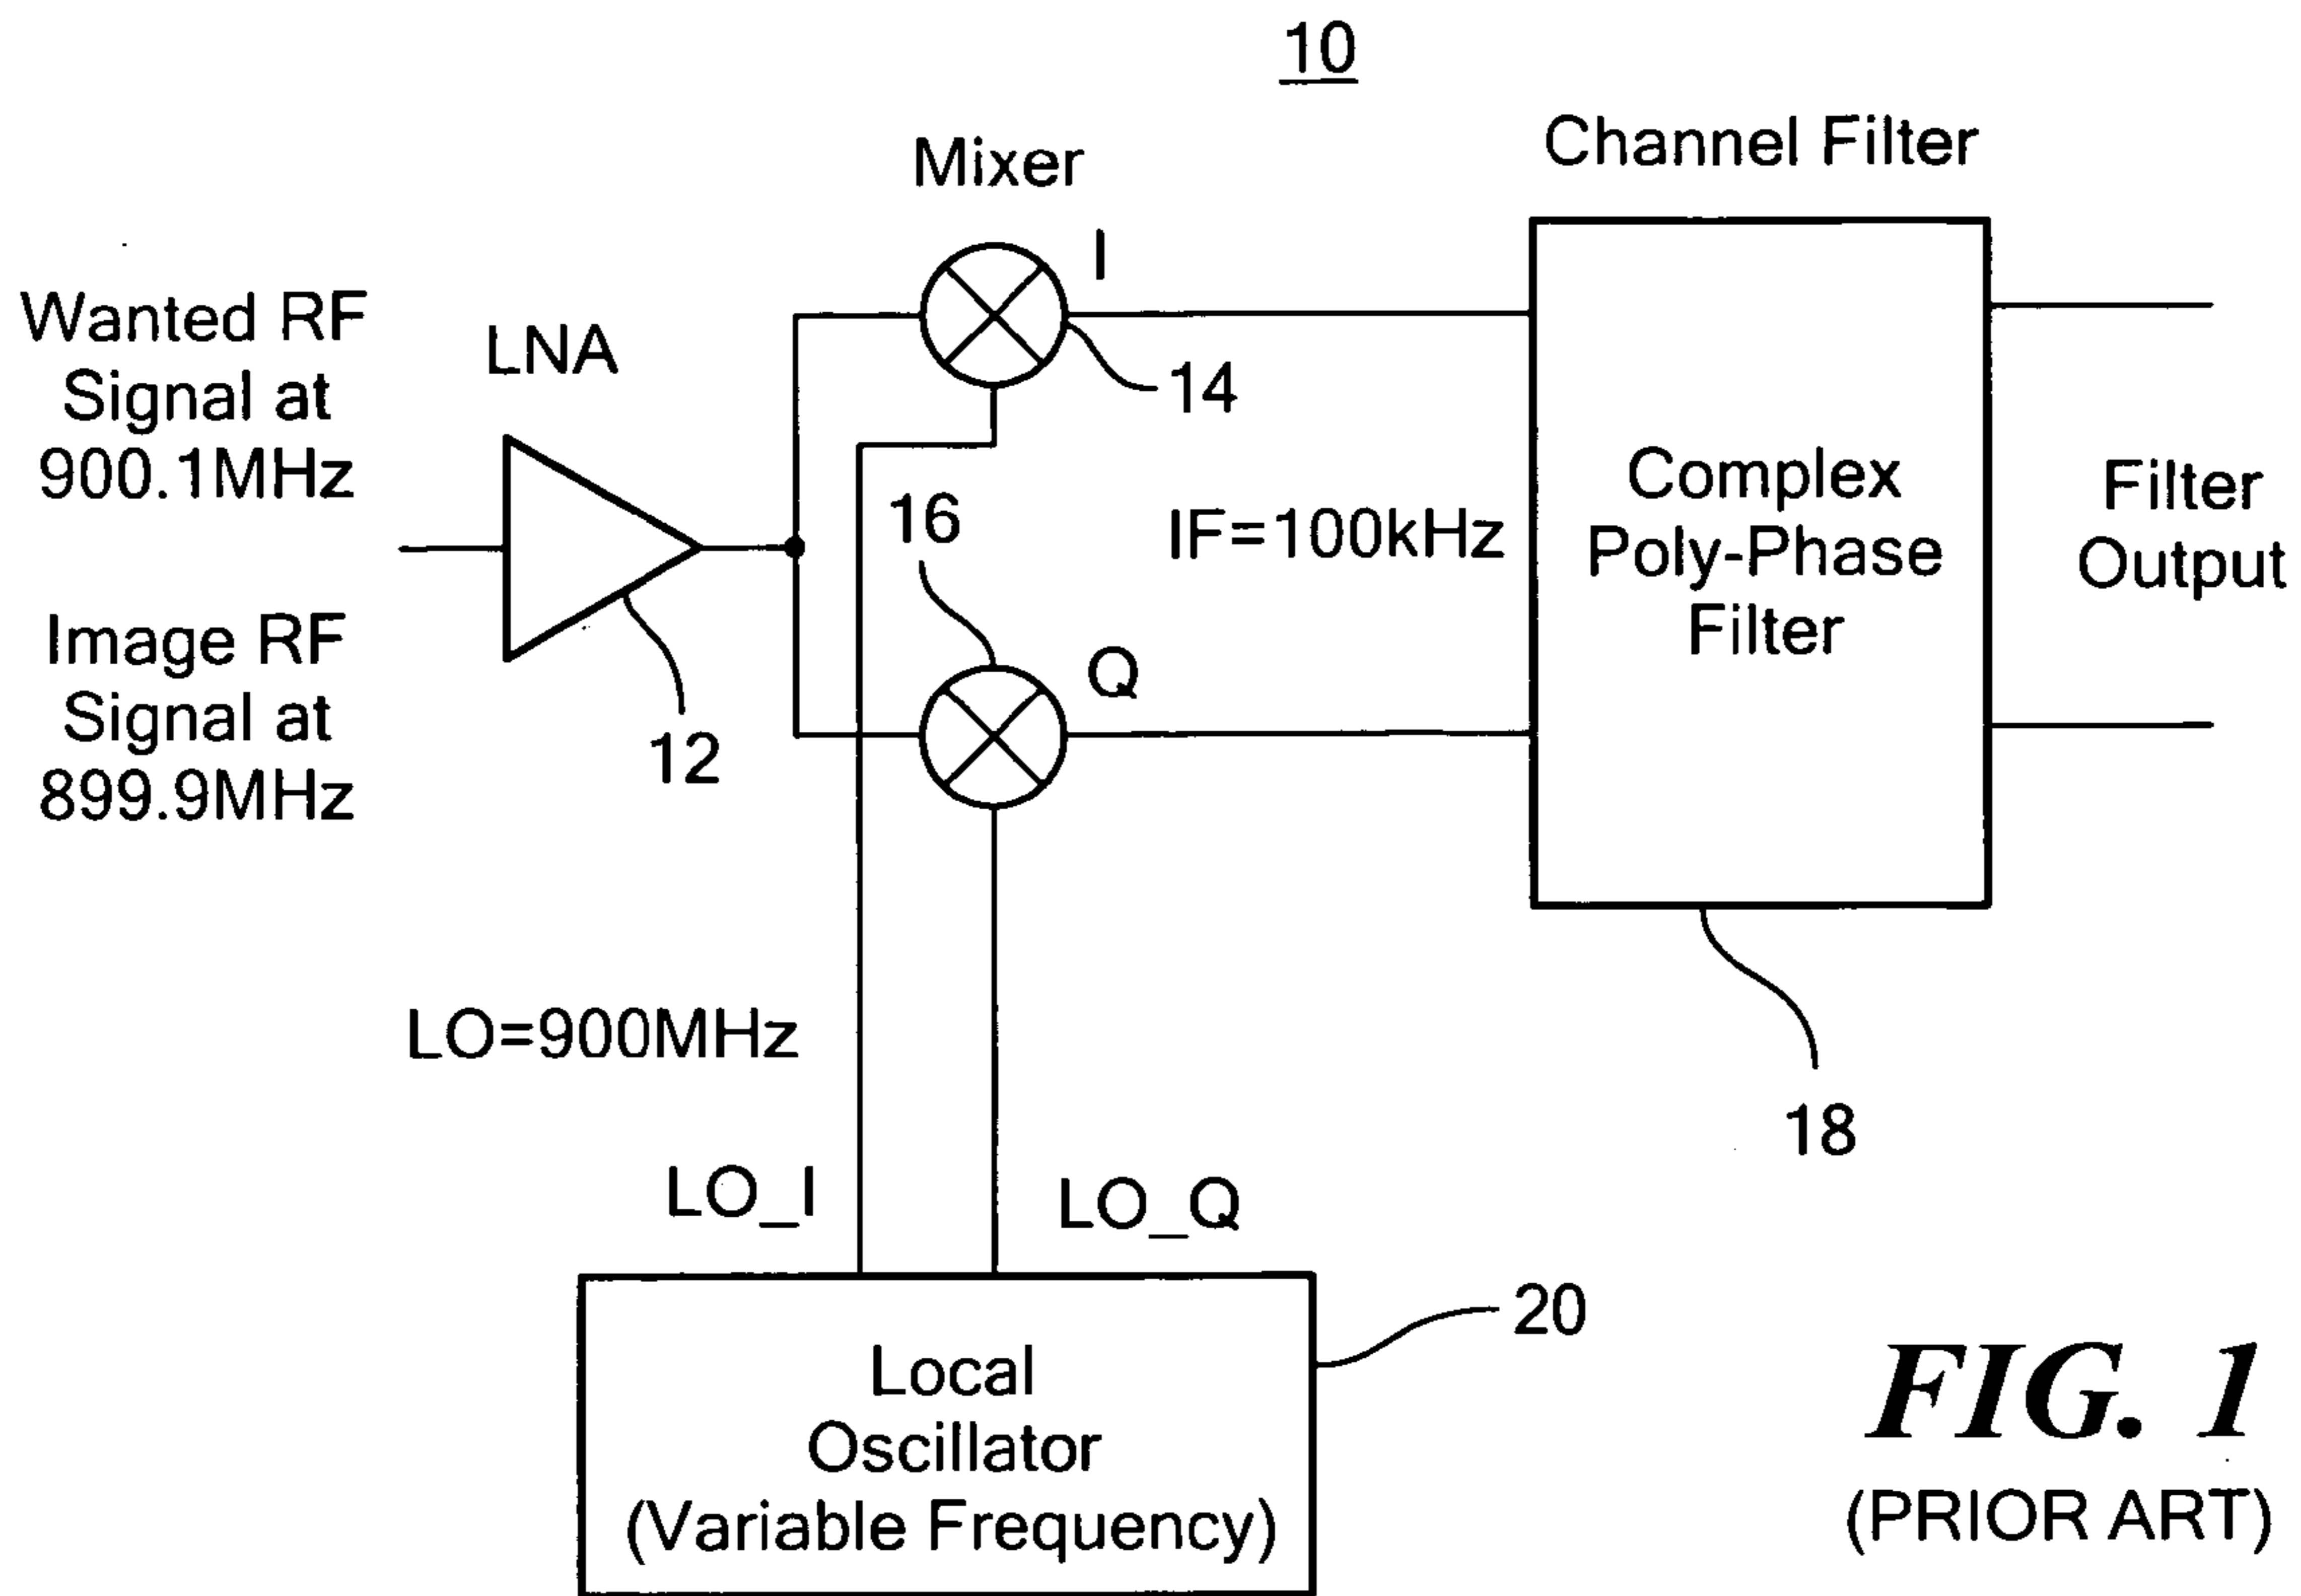 10
Mixer
Channel Filter
I
Wanted RF
Signal at
900.1MHz
LNA
14
16
IF=100kHz
Complex
Poly-Phase
Filter
Filter
Output
Image RF
Signal at
899.9MHz
12
Q
LO=900MHz
18
LO_I
LO_Q
20
Local
Oscillator
(Variable Frequency)
FIG. 1
(PRIOR ART)